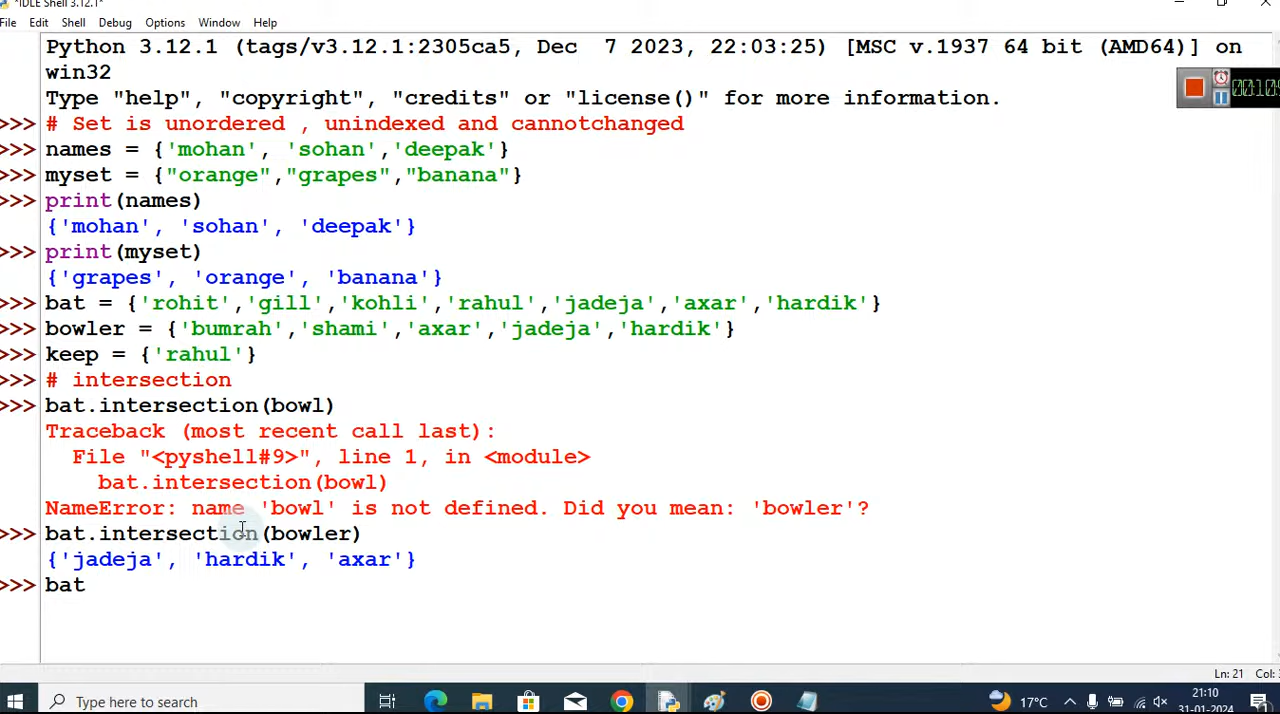 *IDLE Shell 3.12.1*
File Edit Shell Debug Options Window Help
Python 3.12.1 (tags/v3.12.1:2305ca5, Dec  7 2023, 22:03:25) [MSC v.1937 64 bit (AMD64)] on
win32
Type "help", "copyright", "credits" or "license()" for more information.
>>> # Set is unordered , unindexed and cannotchanged
>>> names = {'mohan', 'sohan','deepak'}
>>> myset = {"orange","grapes","banana"}
>>> print(names)
{'mohan', 'sohan', 'deepak'}
>>> print(myset)
{'grapes', 'orange', 'banana'}
>>> bat = {'rohit','gill','kohli','rahul','jadeja','axar','hardik'}
>>> bowler = {'bumrah','shami','axar','jadeja','hardik'}
>>> keep = {'rahul'}
>>> # intersection
>>> bat.intersection(bowl)
Traceback (most recent call last):
  File "<pyshell#9>", line 1, in <module>
    bat.intersection(bowl)
NameError: name 'bowl' is not defined. Did you mean: 'bowler'?
>>> bat.intersection(bowler)
{'jadeja', 'hardik', 'axar'}
>>> bat
Ln: 21 Col:
Type here to search
17°C
21:10
31-01-2024